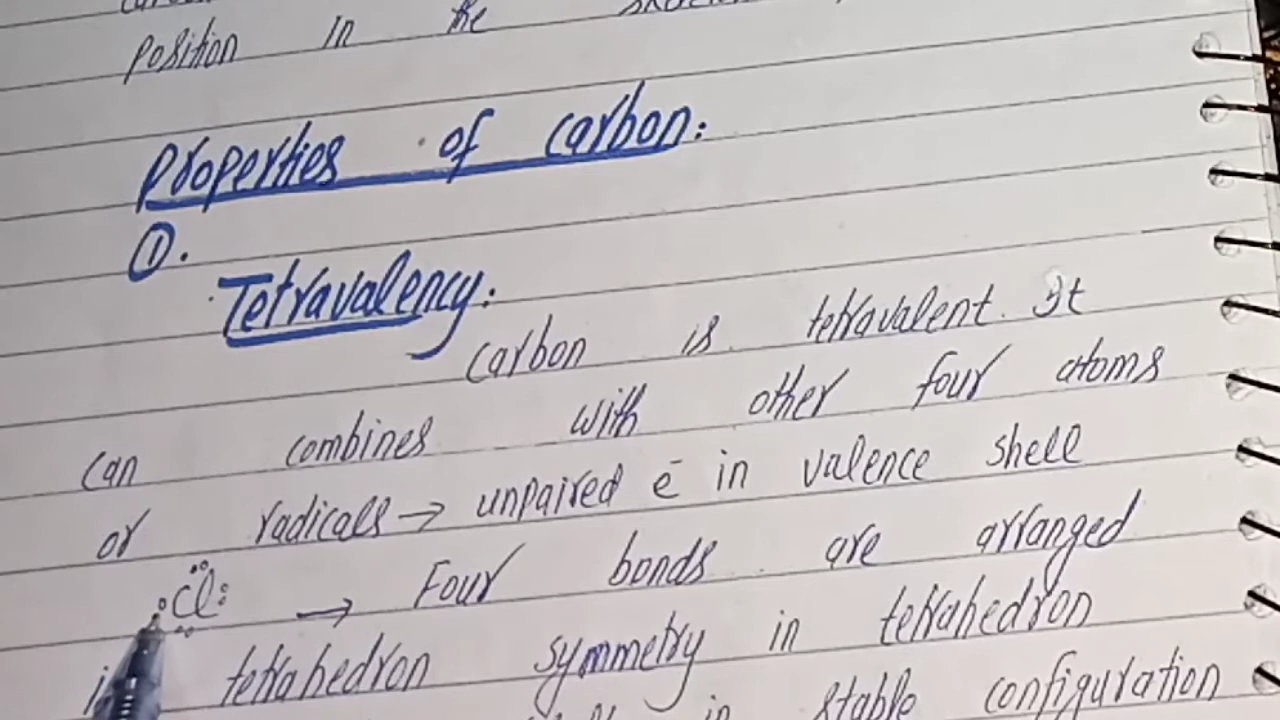 position in the
Properties of carbon:
①.
Tetravalency:
carbon is tetravalent. It
can combines with other four atoms
or radicals → unpaired ē in valence shell
Cl → Four bonds are arranged
tetrahedron symmetry in tetrahedron
in stable configuration